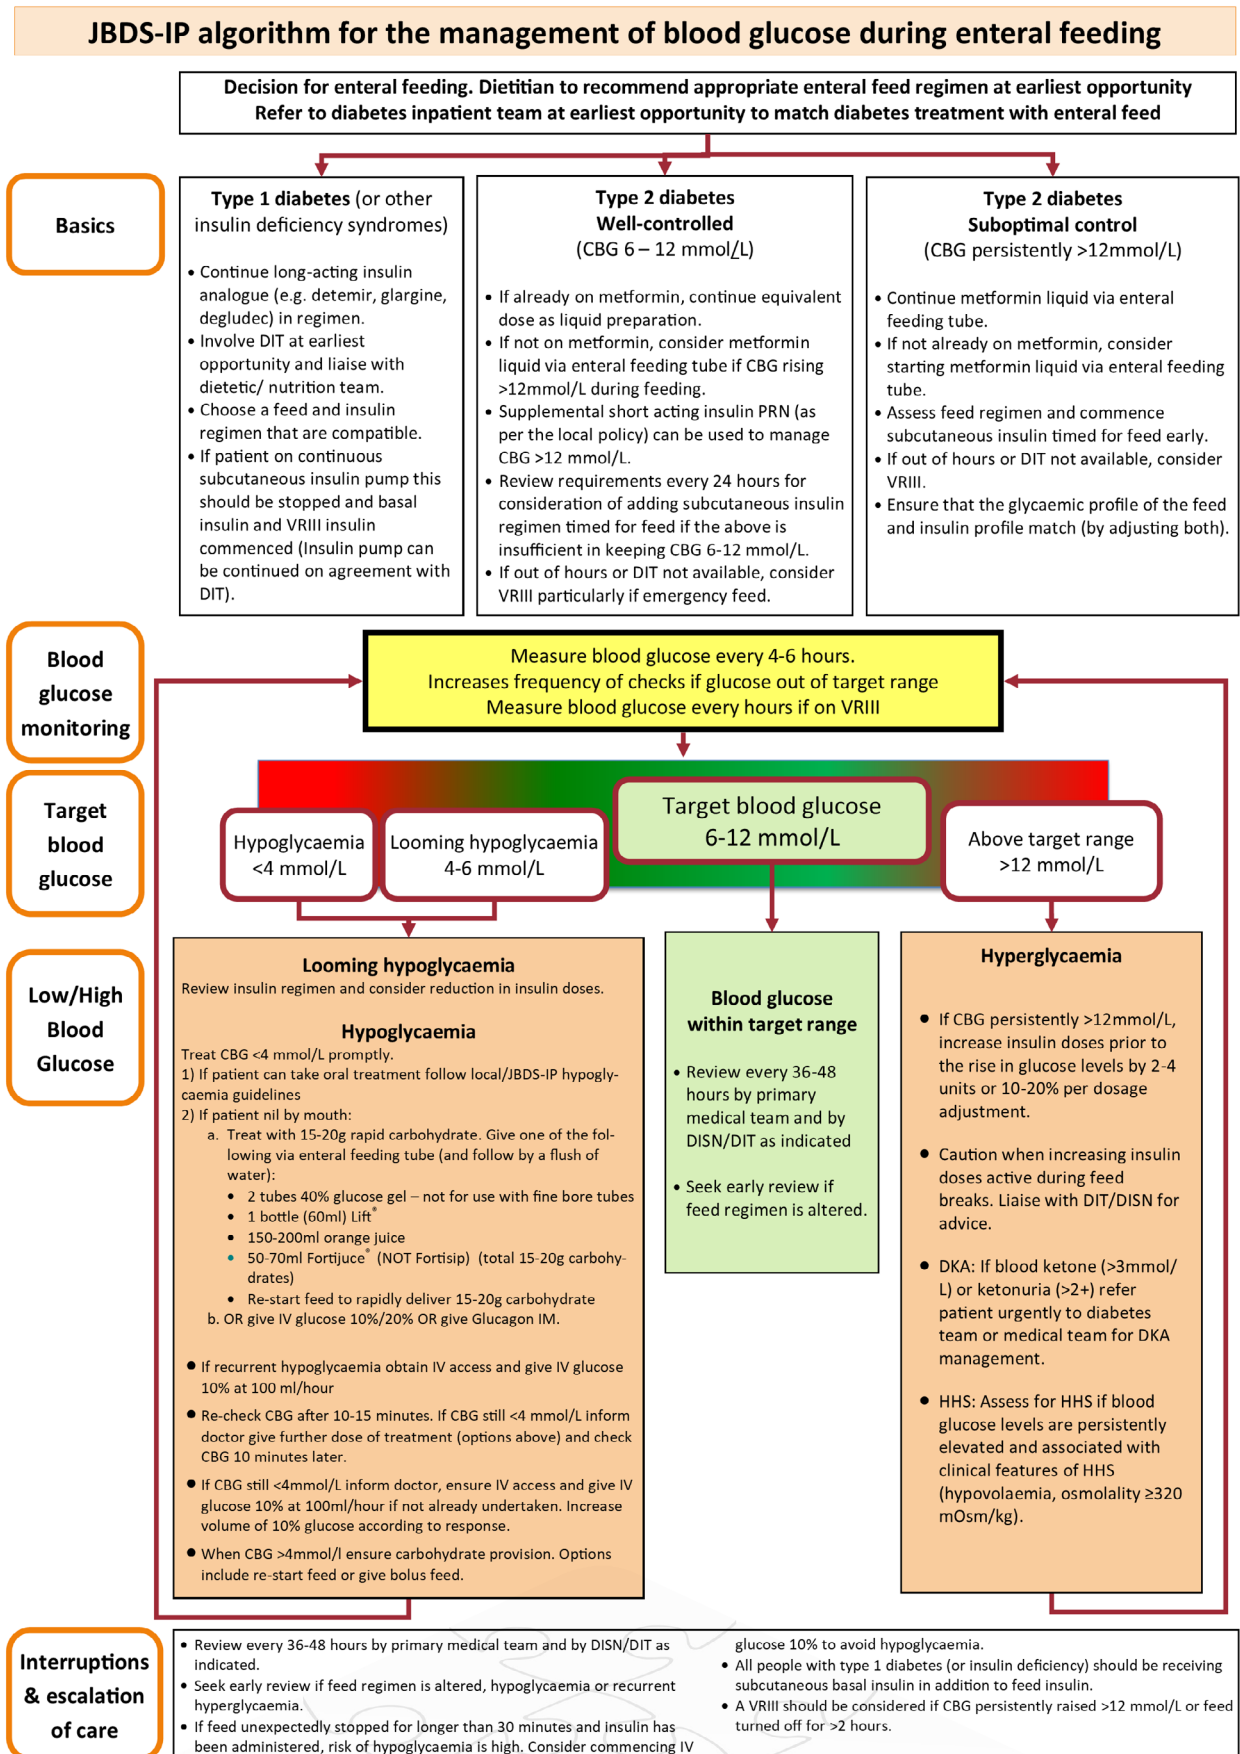 JBDS-IP algorithm for the management of blood glucose during enteral feeding
Decision for enteral feeding. Dietitian to recommend appropriate enteral feed regimen at earliest opportunity
Refer to diabetes inpatient team at earliest opportunity to match diabetes treatment with enteral feed
Basics
Type 1 diabetes (or other
insulin deficiency syndromes)
• Continue long-acting insulin
analogue (e.g. detemir, glargine,
degludec) in regimen.
• Involve DIT at earliest
opportunity and liaise with
dietetic/ nutrition team.
• Choose a feed and insulin
regimen that are compatible.
• If patient on continuous
subcutaneous insulin pump this
should be stopped and basal
insulin and VRIII insulin
commenced (Insulin pump can
be continued on agreement with
DIT).
Type 2 diabetes
Well-controlled
(CBG 6 – 12 mmol/L)
• If already on metformin, continue equivalent
dose as liquid preparation.
• If not on metformin, consider metformin
liquid via enteral feeding tube if CBG rising
>12mmol/L during feeding.
• Supplemental short acting insulin PRN (as
per the local policy) can be used to manage
CBG >12 mmol/L.
• Review requirements every 24 hours for
consideration of adding subcutaneous insulin
regimen timed for feed if the above is
insufficient in keeping CBG 6-12 mmol/L.
• If out of hours or DIT not available, consider
VRIII particularly if emergency feed.
Type 2 diabetes
Suboptimal control
(CBG persistently >12mmol/L)
• Continue metformin liquid via enteral
feeding tube.
• If not already on metformin, consider
starting metformin liquid via enteral feeding
tube.
• Assess feed regimen and commence
subcutaneous insulin timed for feed early.
• If out of hours or DIT not available, consider
VRIII.
• Ensure that the glycaemic profile of the feed
and insulin profile match (by adjusting both).
Blood
glucose
monitoring
Measure blood glucose every 4-6 hours.
Increases frequency of checks if glucose out of target range
Measure blood glucose every hours if on VRIII
Target
blood
glucose
Hypoglycaemia
<4 mmol/L
Looming hypoglycaemia
4-6 mmol/L
Target blood glucose
6-12 mmol/L
Above target range
>12 mmol/L
Low/High
Blood
Glucose
Looming hypoglycaemia
Review insulin regimen and consider reduction in insulin doses.
Hypoglycaemia
Treat CBG <4 mmol/L promptly.
1) If patient can take oral treatment follow local/JBDS-IP hypogly-
caemia guidelines
2) If patient nil by mouth:
a. Treat with 15-20g rapid carbohydrate. Give one of the fol-
lowing via enteral feeding tube (and follow by a flush of
water):
• 2 tubes 40% glucose gel – not for use with fine bore tubes
• 1 bottle (60ml) Lift®
• 150-200ml orange juice
• 50-70ml Fortijuce® (NOT Fortisip) (total 15-20g carbohy-
drates)
• Re-start feed to rapidly deliver 15-20g carbohydrate
b. OR give IV glucose 10%/20% OR give Glucagon IM.
• If recurrent hypoglycaemia obtain IV access and give IV glucose
10% at 100 ml/hour
• Re-check CBG after 10-15 minutes. If CBG still <4 mmol/L inform
doctor give further dose of treatment (options above) and check
CBG 10 minutes later.
• If CBG still <4mmol/L inform doctor, ensure IV access and give IV
glucose 10% at 100ml/hour if not already undertaken. Increase
volume of 10% glucose according to response.
• When CBG >4mmol/l ensure carbohydrate provision. Options
include re-start feed or give bolus feed.
Blood glucose
within target range
• Review every 36-48
hours by primary
medical team and by
DISN/DIT as indicated
• Seek early review if
feed regimen is altered.
Hyperglycaemia
• If CBG persistently >12mmol/L,
increase insulin doses prior to
the rise in glucose levels by 2-4
units or 10-20% per dosage
adjustment.
• Caution when increasing insulin
doses active during feed
breaks. Liaise with DIT/DISN for
advice.
• DKA: If blood ketone (>3mmol/
L) or ketonuria (>2+) refer
patient urgently to diabetes
team or medical team for DKA
management.
• HHS: Assess for HHS if blood
glucose levels are persistently
elevated and associated with
clinical features of HHS
(hypovolaemia, osmolality ≥320
mOsm/kg).
Interruptions
& escalation
of care
• Review every 36-48 hours by primary medical team and by DISN/DIT as
indicated.
• Seek early review if feed regimen is altered, hypoglycaemia or recurrent
hyperglycaemia.
• If feed unexpectedly stopped for longer than 30 minutes and insulin has
been administered, risk of hypoglycaemia is high. Consider commencing IV
glucose 10% to avoid hypoglycaemia.
• All people with type 1 diabetes (or insulin deficiency) should be receiving
subcutaneous basal insulin in addition to feed insulin.
• A VRIII should be considered if CBG persistently raised >12 mmol/L or feed
turned off for >2 hours.